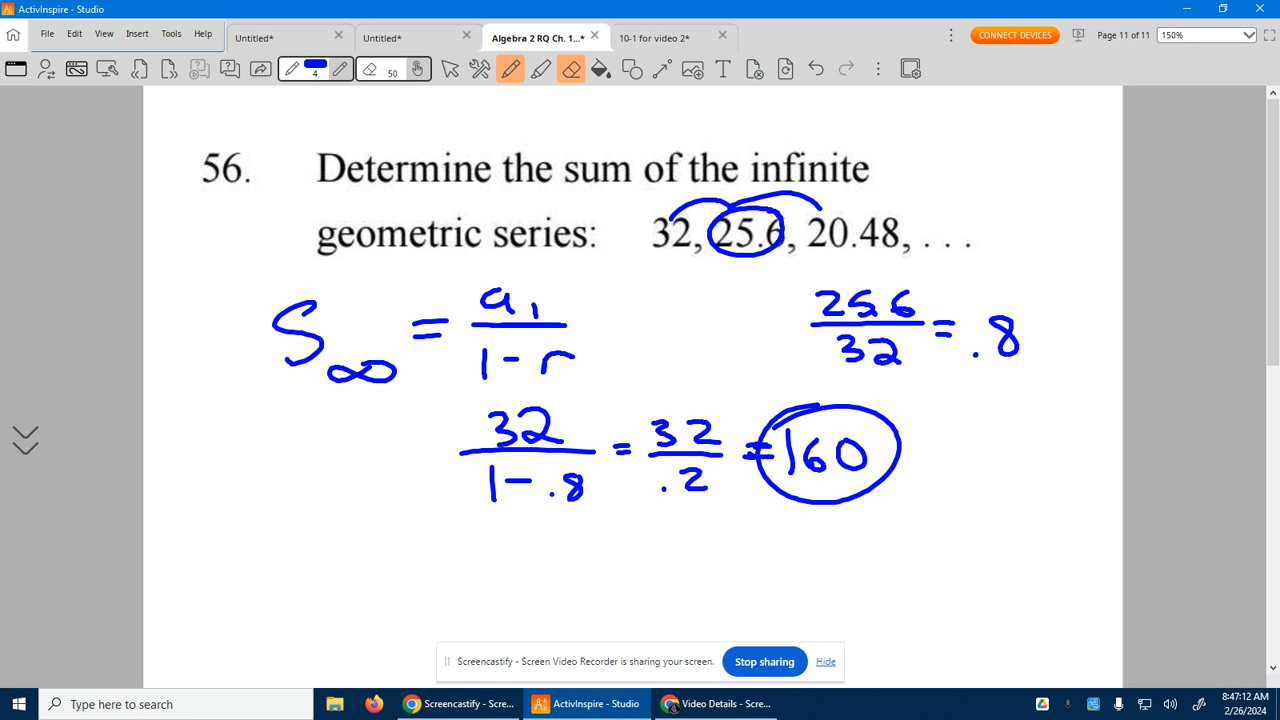 ActivInspire - Studio
File Edit View Insert Tools Help
Untitled* Untitled* Algebra 2 RQ Ch. 1...* 10-1 for video 2*
CONNECT DEVICES Page 11 of 11 150%
4 50
56. Determine the sum of the infinite
geometric series: 32, 25.6, 20.48, . . .
S∞ = a₁ / 1 - r
25.6 / 32 = .8
32 / 1 - .8 = 32 / .2 = 160
Screencastify - Screen Video Recorder is sharing your screen. Stop sharing Hide
Type here to search
Screencastify - Scre... ActivInspire - Studio Video Details - Scre...
8:47:12 AM
2/26/2024